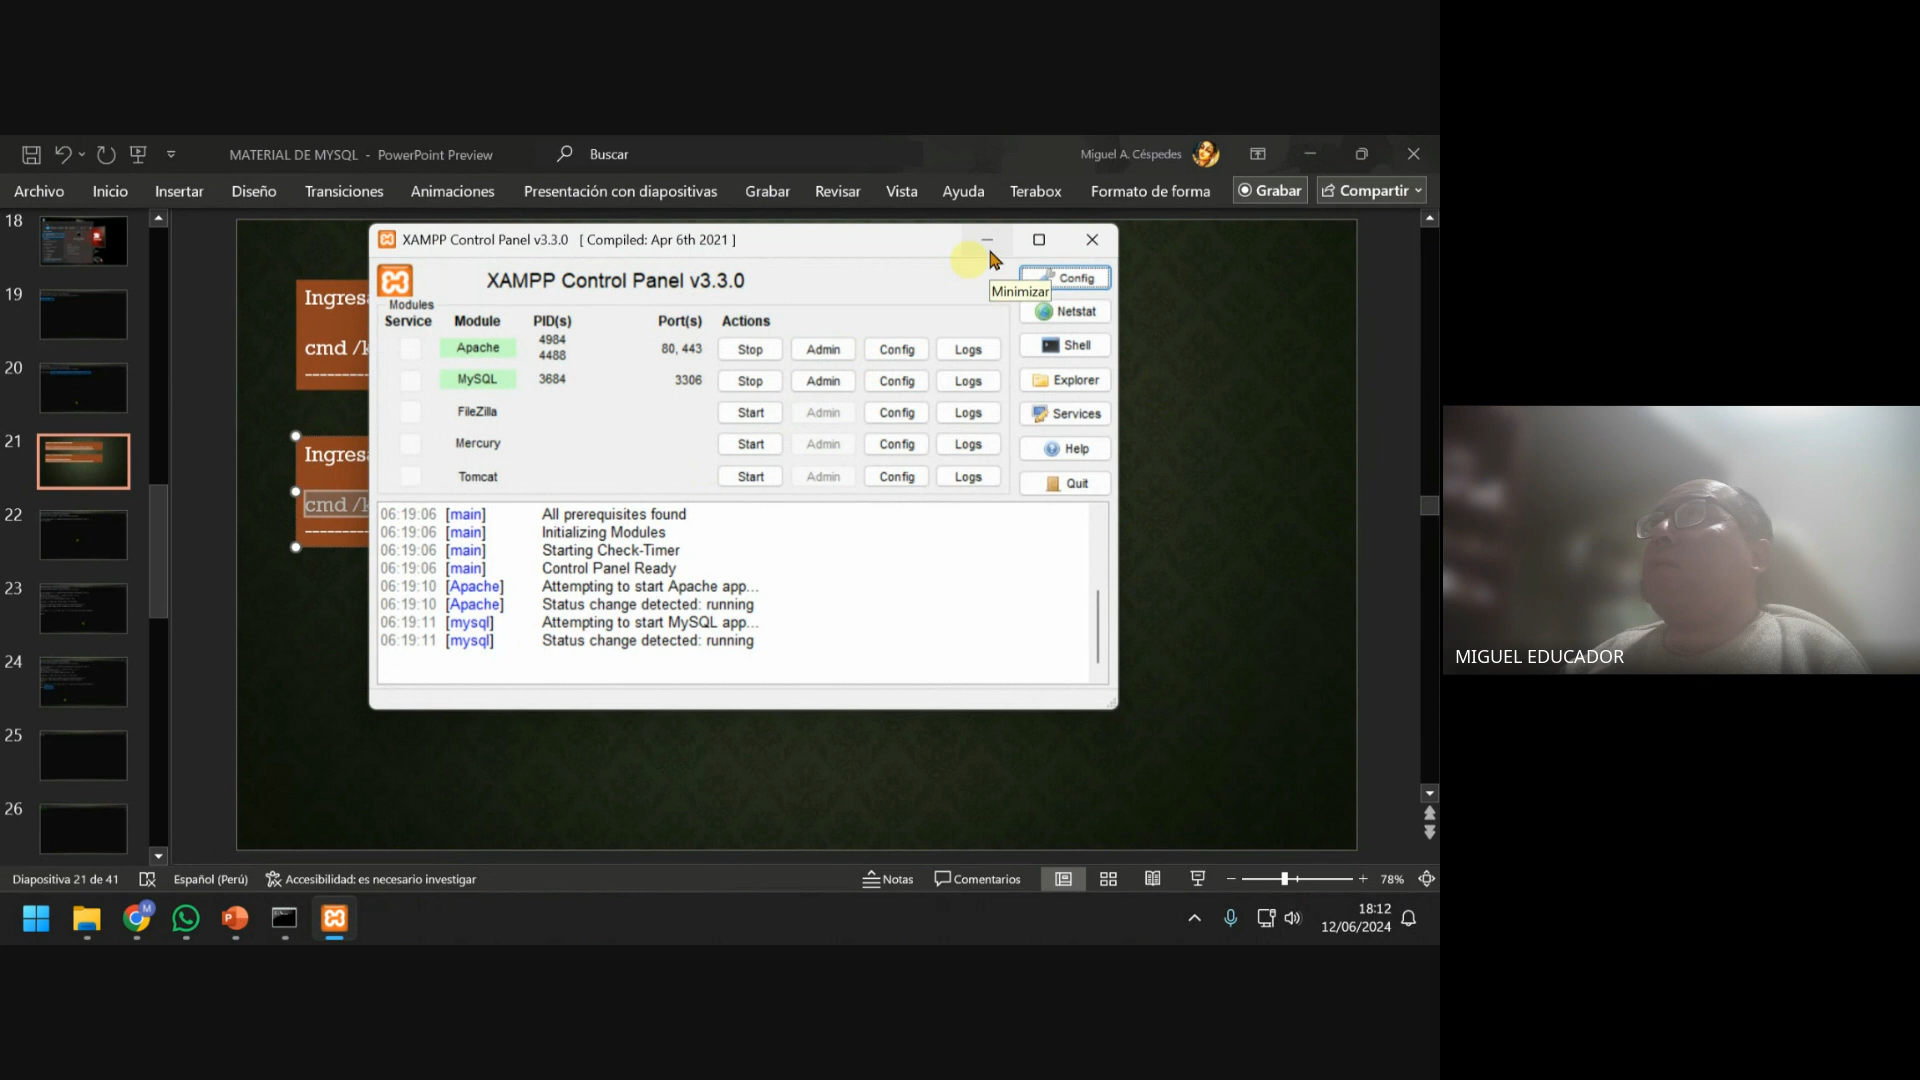 MATERIAL DE MYSQL - PowerPoint Preview
Buscar
Miguel A. Céspedes
Archivo Inicio Insertar Diseño Transiciones Animaciones Presentación con diapositivas Grabar Revisar Vista Ayuda Terabox Formato de forma Grabar Compartir
18
19
20
21
22
23
24
25
26
Ingresa
cmd /k
--------
Ingresa
cmd /k
--------
XAMPP Control Panel v3.3.0 [ Compiled: Apr 6th 2021 ]
XAMPP Control Panel v3.3.0
Config
Minimizar
Modules
Service Module PID(s) Port(s) Actions
Netstat
Apache 4984 4488 80, 443 Stop Admin Config Logs
Shell
MySQL 3684 3306 Stop Admin Config Logs
Explorer
FileZilla Start Admin Config Logs
Services
Mercury Start Admin Config Logs
Help
Tomcat Start Admin Config Logs
Quit
06:19:06 [main] All prerequisites found
06:19:06 [main] Initializing Modules
06:19:06 [main] Starting Check-Timer
06:19:06 [main] Control Panel Ready
06:19:10 [Apache] Attempting to start Apache app...
06:19:10 [Apache] Status change detected: running
06:19:11 [mysql] Attempting to start MySQL app...
06:19:11 [mysql] Status change detected: running
Diapositiva 21 de 41 Español (Perú) Accesibilidad: es necesario investigar Notas Comentarios 78%
18:12
12/06/2024
MIGUEL EDUCADOR